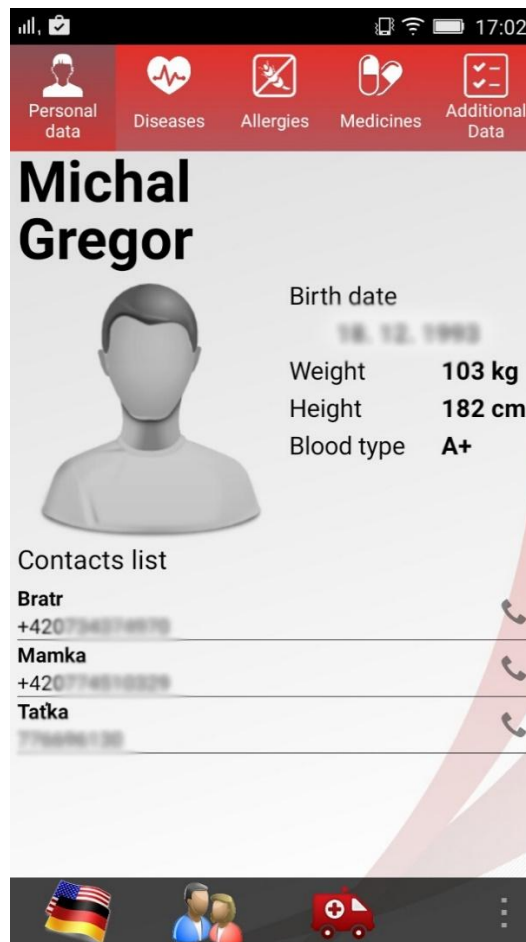 17:02
Personal data
Diseases
Allergies
Medicines
Additional Data
Michal
Gregor
Birth date
Weight 103 kg
Height 182 cm
Blood type A+
Contacts list
Bratr
+420
Mamka
+420
Taťka